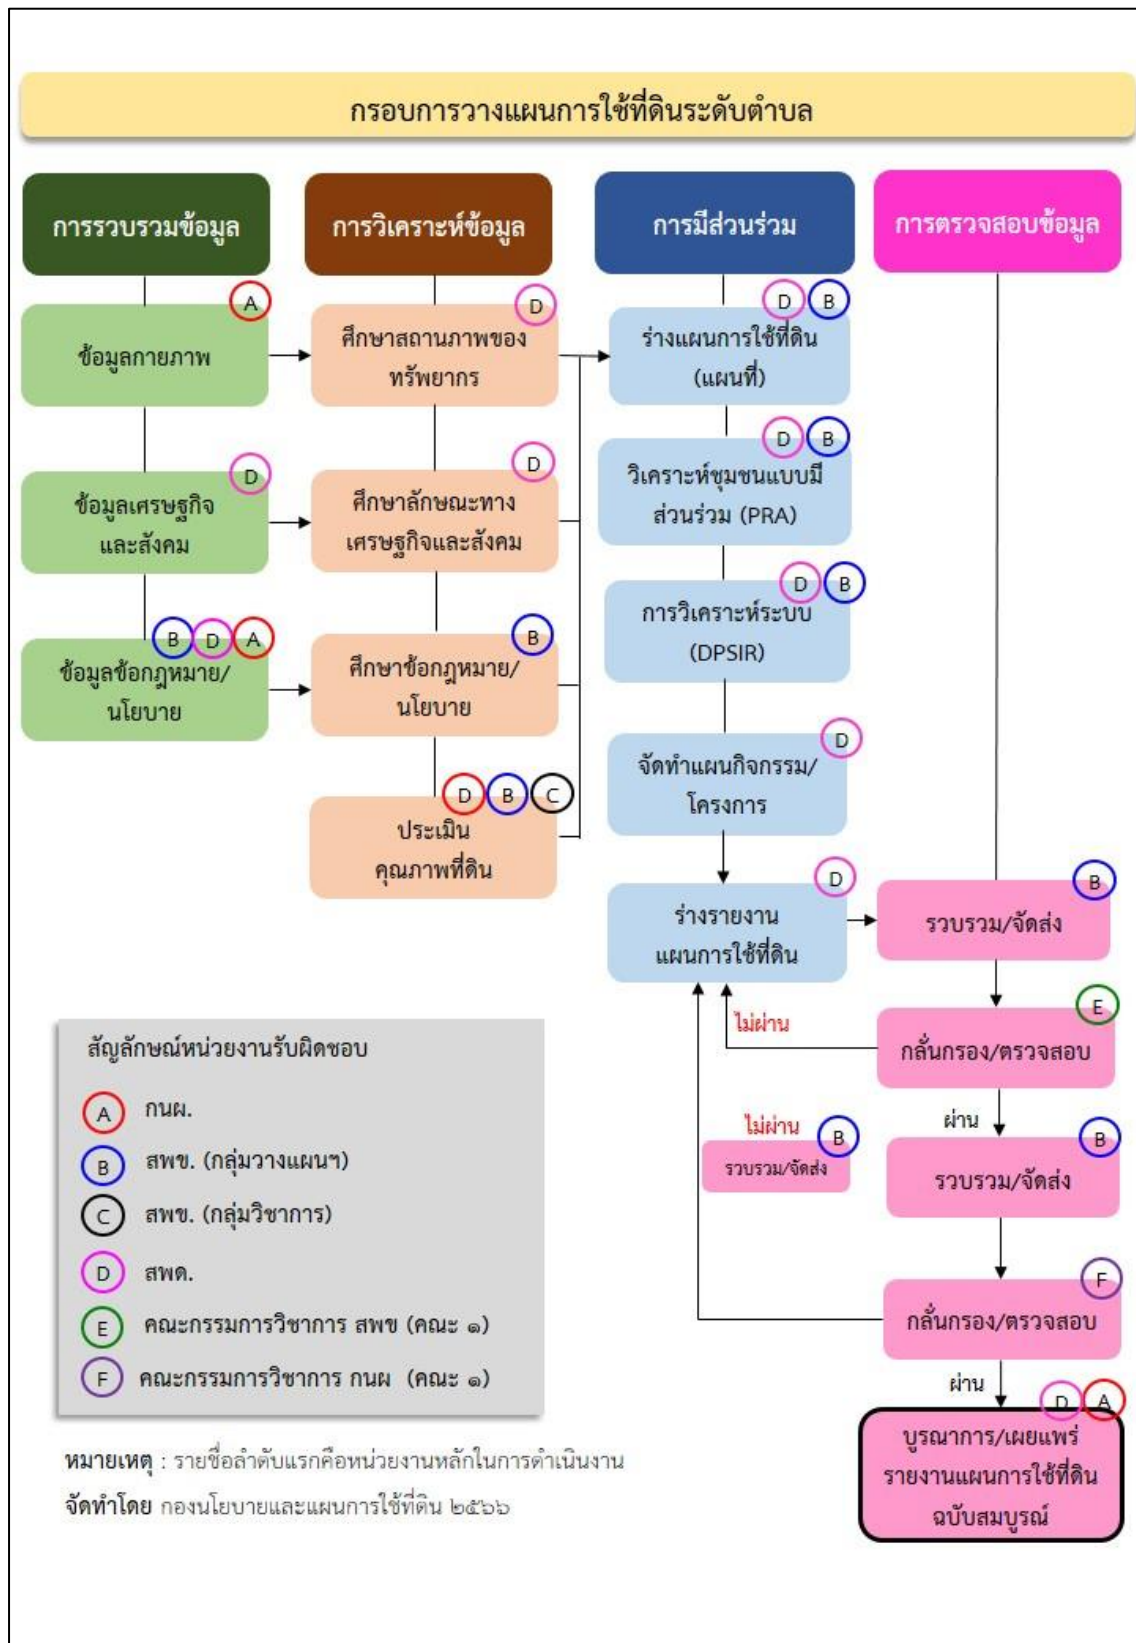 กรอบการวางแผนการใช้ที่ดินระดับตำบล
การรวบรวมข้อมูล
A
ข้อมูลกายภาพ
D
ข้อมูลเศรษฐกิจ
และสังคม
B D A
ข้อมูลข้อกฎหมาย/
นโยบาย
การวิเคราะห์ข้อมูล
D
ศึกษาสถานภาพของ
ทรัพยากร
D
ศึกษาลักษณะทาง
เศรษฐกิจและสังคม
B
ศึกษาข้อกฎหมาย/
นโยบาย
D B C
ประเมิน
คุณภาพที่ดิน
การมีส่วนร่วม
D B
ร่างแผนการใช้ที่ดิน
(แผนที่)
D B
วิเคราะห์ชุมชนแบบมี
ส่วนร่วม (PRA)
D B
การวิเคราะห์ระบบ
(DPSIR)
D
จัดทำแผนกิจกรรม/
โครงการ
D
ร่างรายงาน
แผนการใช้ที่ดิน
การตรวจสอบข้อมูล
B
รวบรวม/จัดส่ง
E
กลั่นกรอง/ตรวจสอบ
ไม่ผ่าน
ผ่าน
B
รวบรวม/จัดส่ง
ไม่ผ่าน
B
รวบรวม/จัดส่ง
F
กลั่นกรอง/ตรวจสอบ
ผ่าน
D A
บูรณาการ/เผยแพร่
รายงานแผนการใช้ที่ดิน
ฉบับสมบูรณ์
สัญลักษณ์หน่วยงานรับผิดชอบ
A กนผ.
B สพข. (กลุ่มวางแผนฯ)
C สพข. (กลุ่มวิชาการ)
D สพด.
E คณะกรรมการวิชาการ สพข (คณะ ๑)
F คณะกรรมการวิชาการ กนผ (คณะ ๑)
หมายเหตุ : รายชื่อลำดับแรกคือหน่วยงานหลักในการดำเนินงาน
จัดทำโดย กองนโยบายและแผนการใช้ที่ดิน ๒๕๖๖